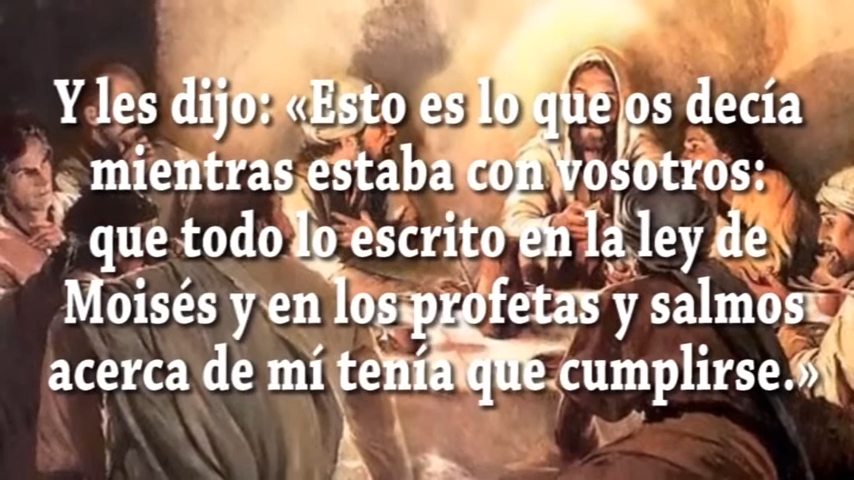 Y les dijo: «Esto es lo que os decía
mientras estaba con vosotros:
que todo lo escrito en la ley de
Moisés y en los profetas y salmos
acerca de mí tenía que cumplirse.»